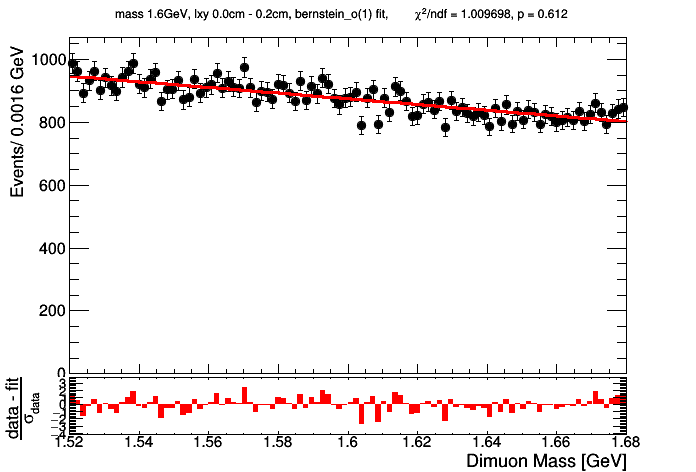 mass 1.6GeV, lxy 0.0cm - 0.2cm, bernstein_o(1) fit, χ²/ndf = 1.009698, p = 0.612
Events/ 0.0016 GeV
1000
800
600
400
200
0
data - fit
σdata
3
2
1
0
−1
−2
−3
−4
1.52 1.54 1.56 1.58 1.6 1.62 1.64 1.66 1.68
Dimuon Mass [GeV]